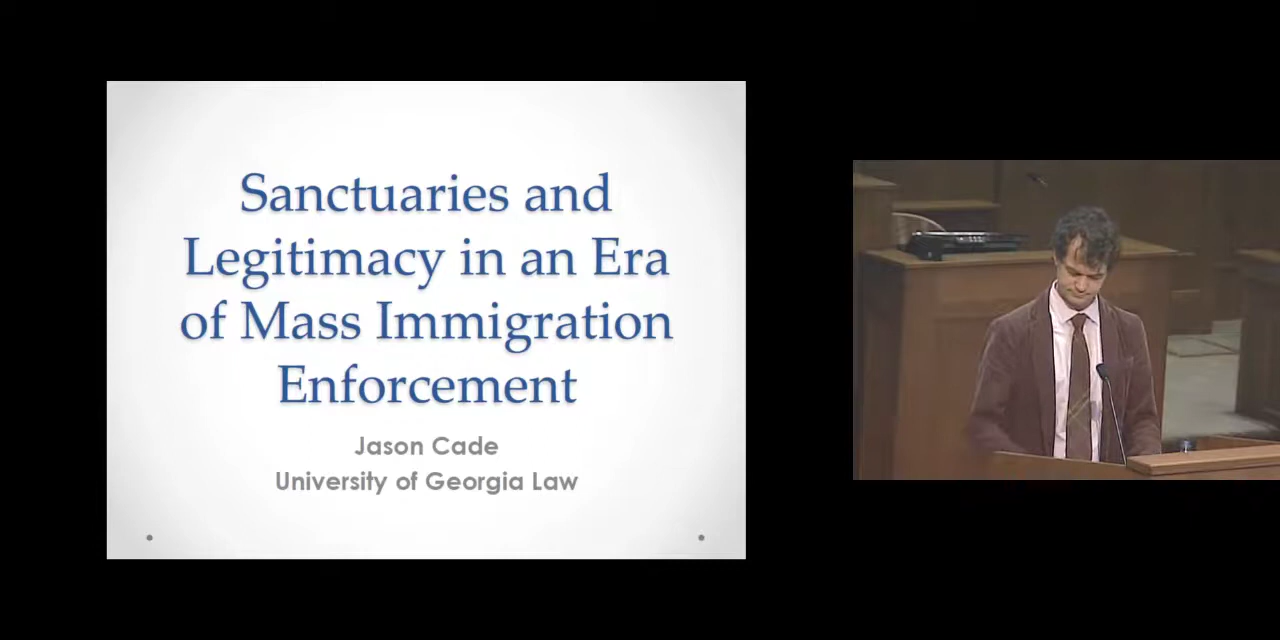 Sanctuaries and
Legitimacy in an Era
of Mass Immigration
Enforcement
Jason Cade
University of Georgia Law